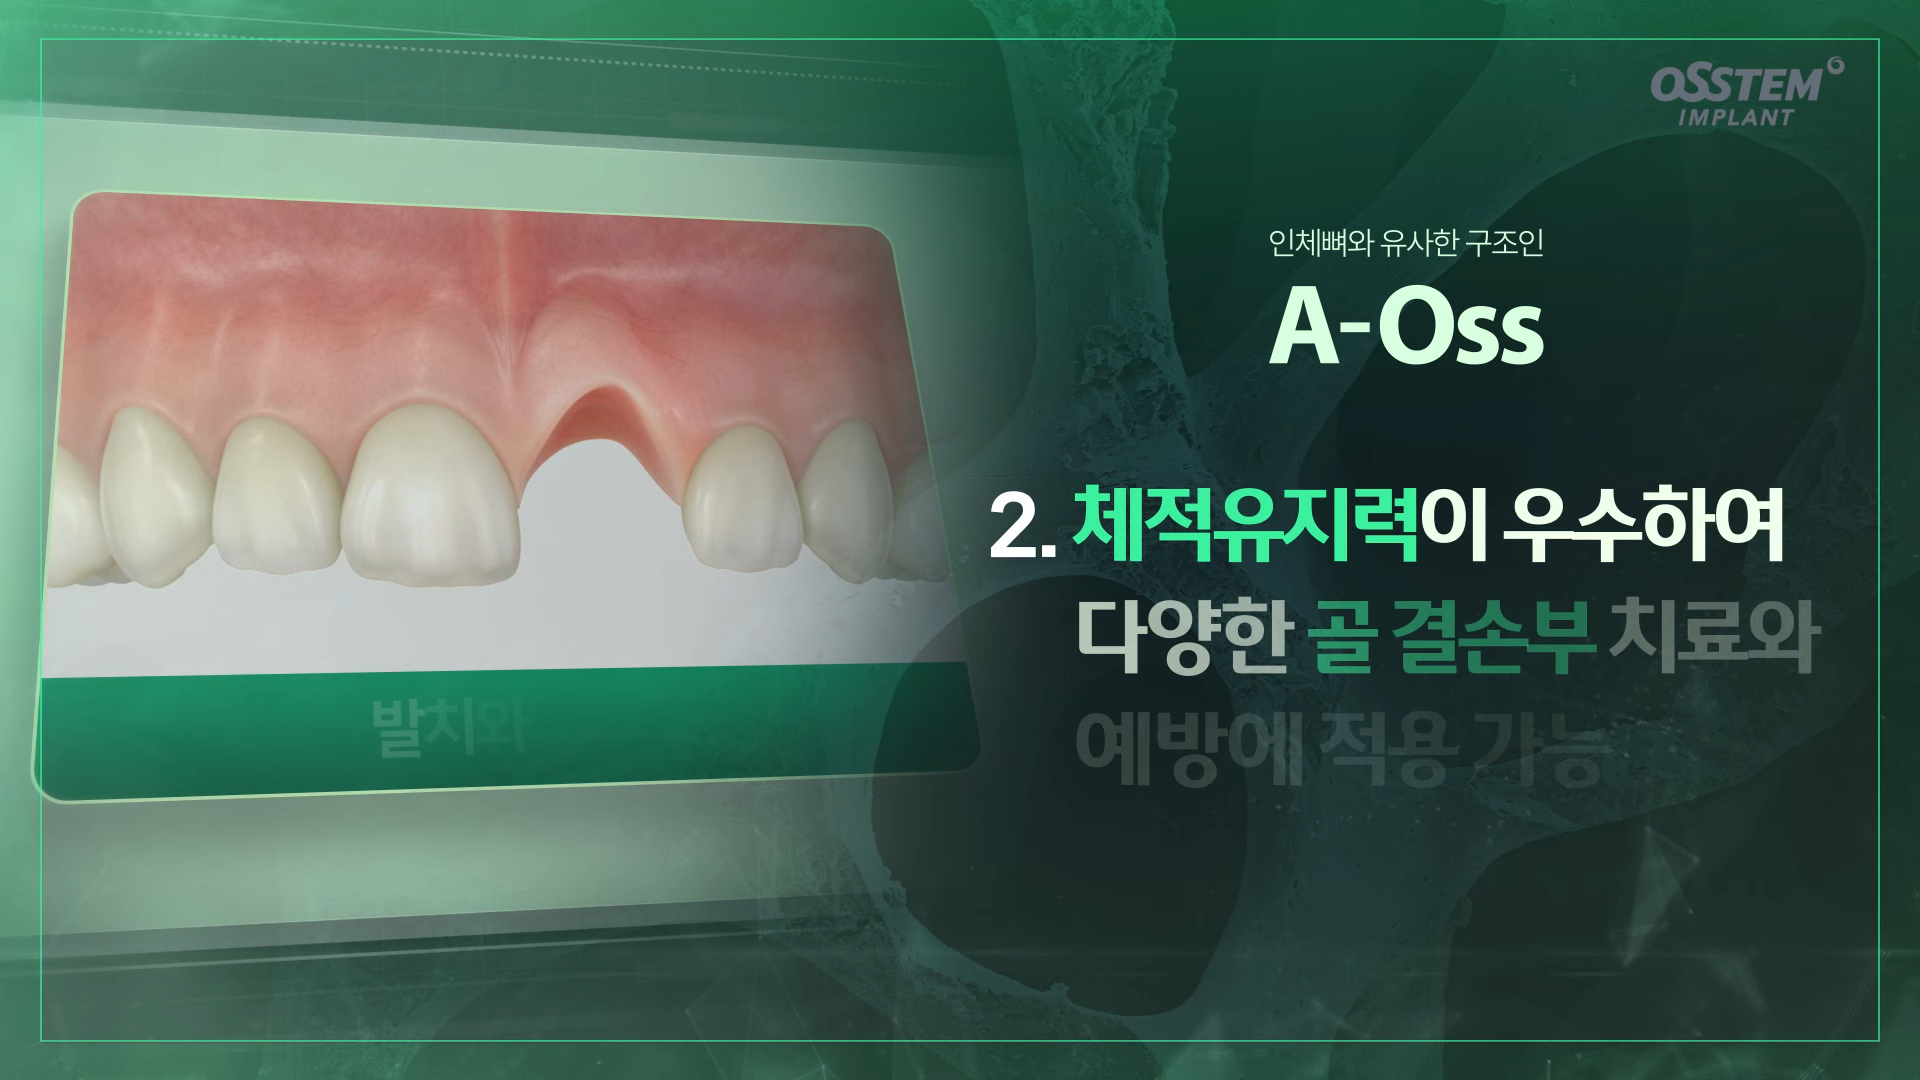 OSSTEM
IMPLANT
인체뼈와 유사한 구조인
A-Oss
2. 체적유지력이 우수하여
다양한 골 결손부 치료와
예방에 적용 가능
발치와